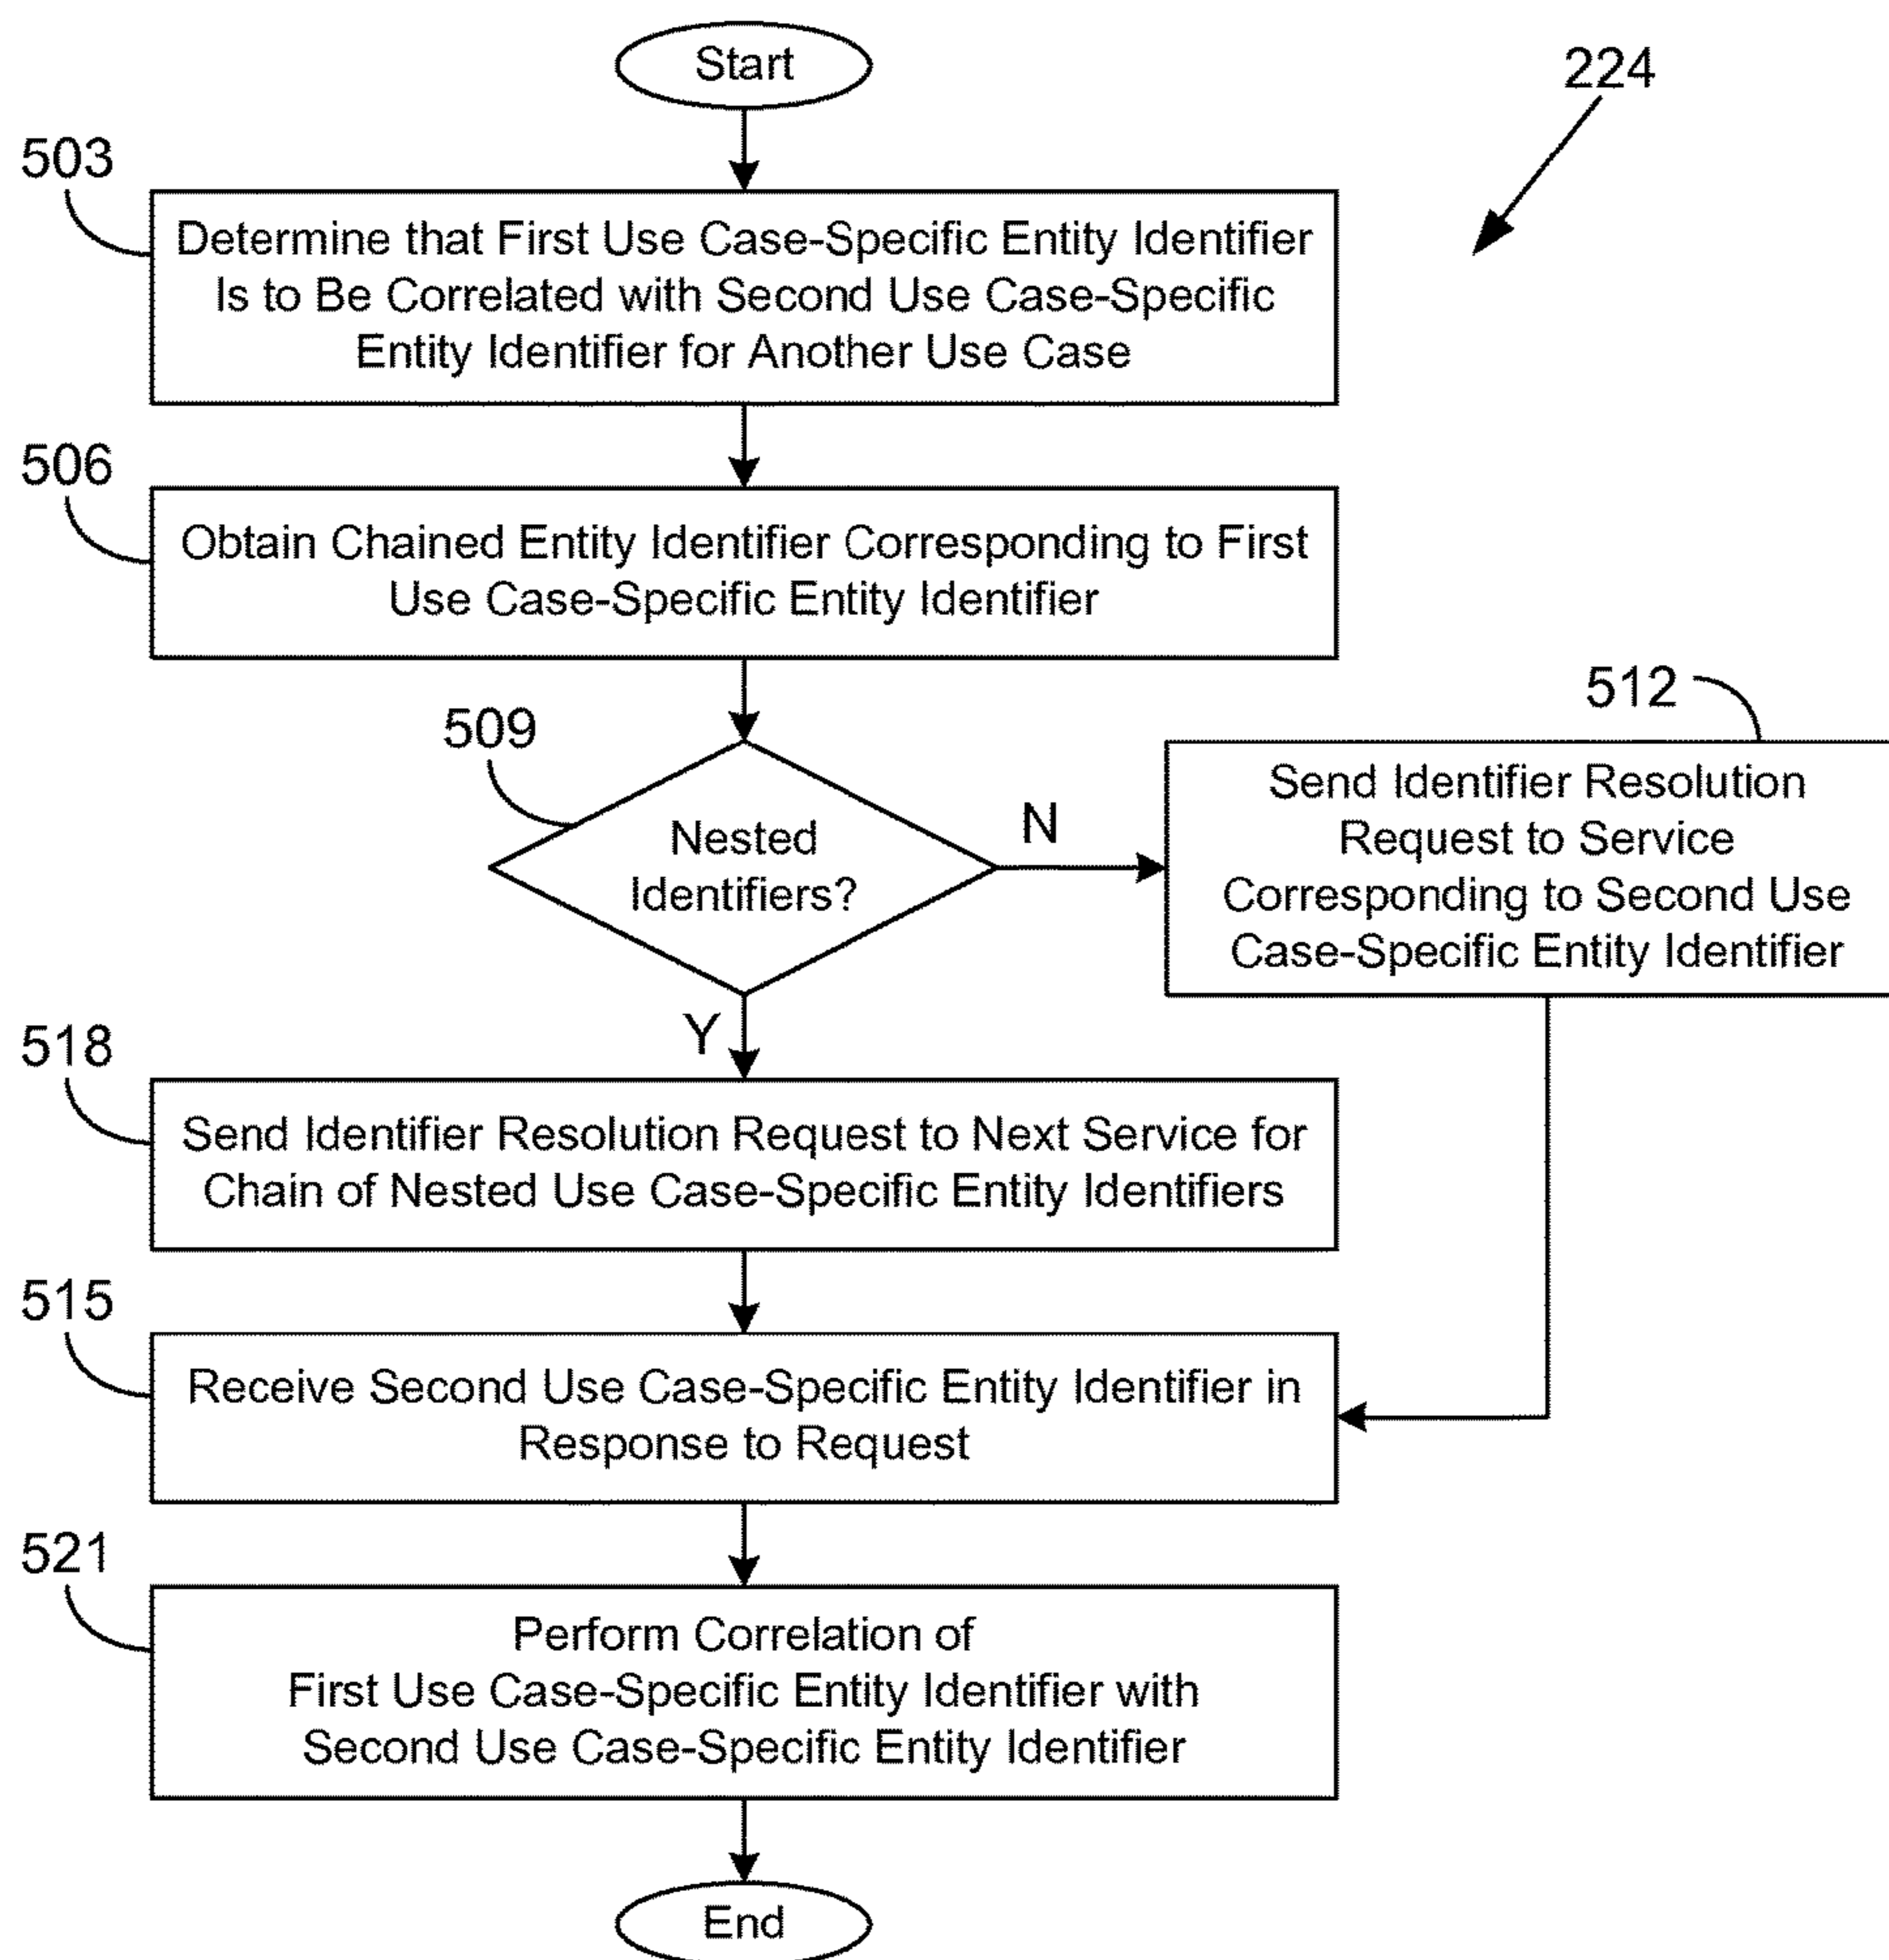 Start
224
503
Determine that First Use Case-Specific Entity Identifier
Is to Be Correlated with Second Use Case-Specific
Entity Identifier for Another Use Case
506
Obtain Chained Entity Identifier Corresponding to First
Use Case-Specific Entity Identifier
509
Nested
Identifiers?
N
Y
512
Send Identifier Resolution
Request to Service
Corresponding to Second Use
Case-Specific Entity Identifier
518
Send Identifier Resolution Request to Next Service for
Chain of Nested Use Case-Specific Entity Identifiers
515
Receive Second Use Case-Specific Entity Identifier in
Response to Request
521
Perform Correlation of
First Use Case-Specific Entity Identifier with
Second Use Case-Specific Entity Identifier
End